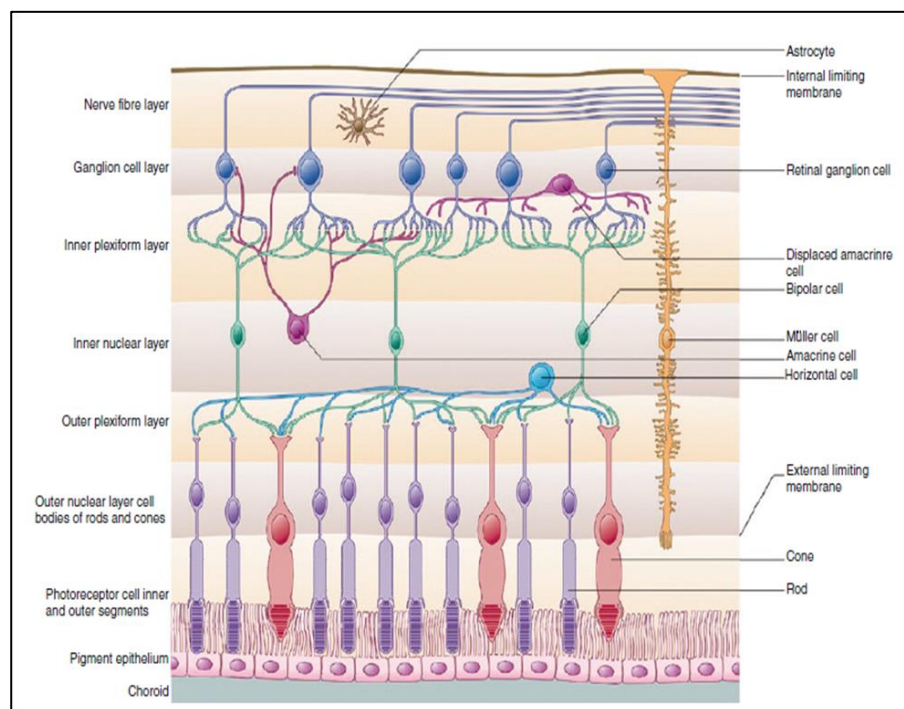 Astrocyte
Internal limiting
membrane
Nerve fibre layer
Ganglion cell layer
Retinal ganglion cell
Inner plexiform layer
Displaced amacrinre
cell
Bipolar cell
Inner nuclear layer
Müller cell
Amacrine cell
Horizontal cell
Outer plexiform layer
External limiting
membrane
Outer nuclear layer cell
bodies of rods and cones
Cone
Rod
Photoreceptor cell inner
and outer segments
Pigment epithelium
Choroid